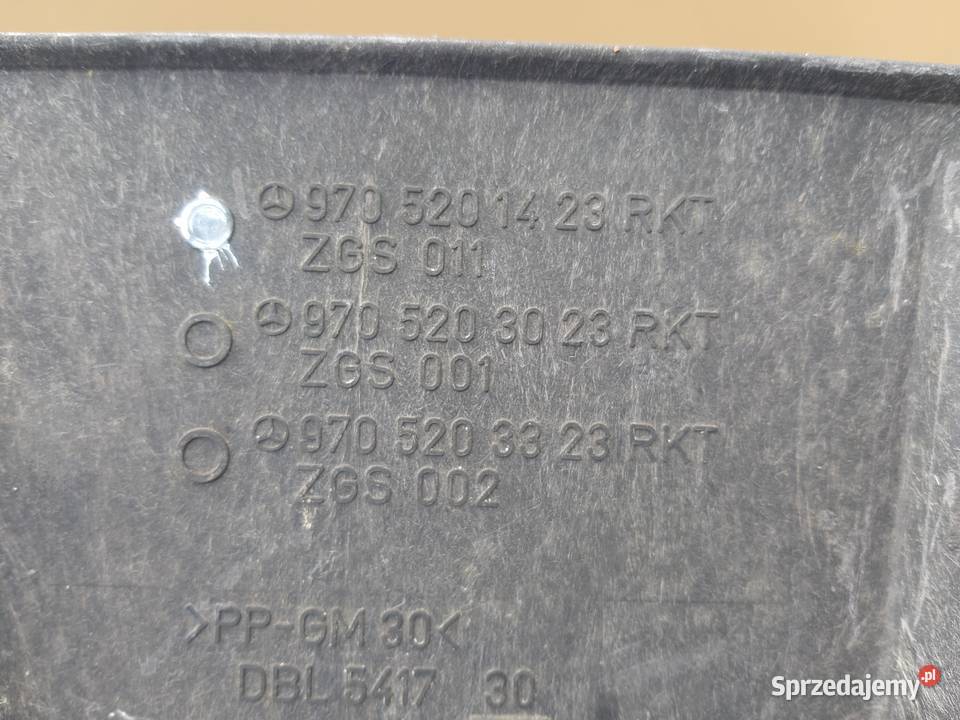 970 520 14 23 RKT
ZGS 011
970 520 30 23 RKT
ZGS 001
970 520 33 23 RKT
ZGS 002
>PP-GM 30<
DBL 5417 30
Sprzedajemy.pl